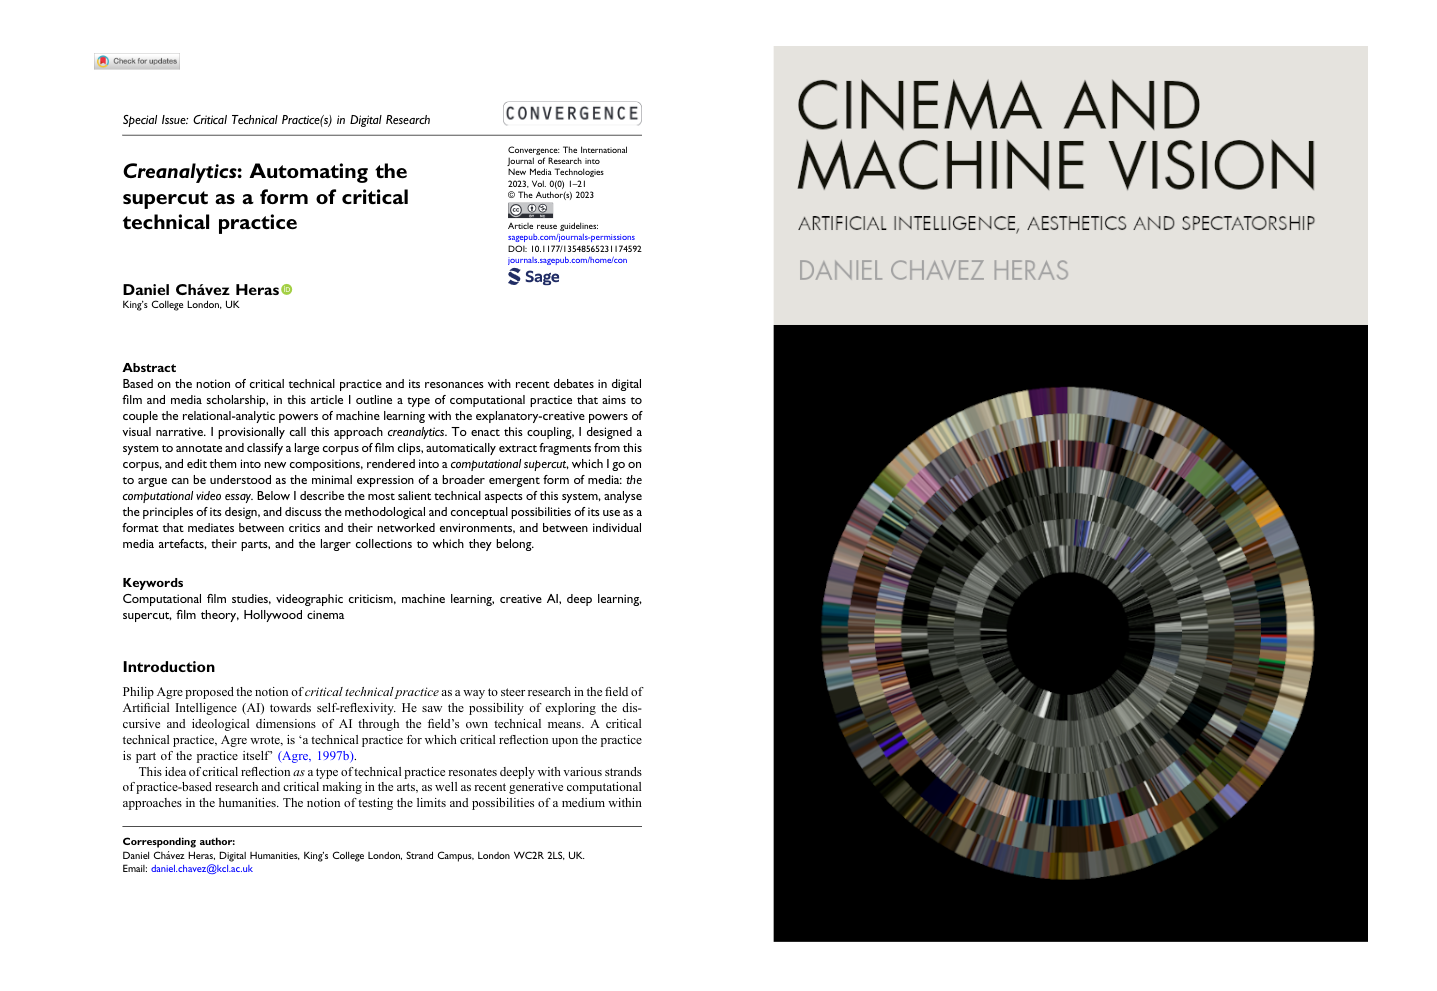 Check for updates
Special Issue: Critical Technical Practice(s) in Digital Research
CONVERGENCE
Creanalytics: Automating the
supercut as a form of critical
technical practice
Convergence: The International
Journal of Research into
New Media Technologies
2023, Vol. 0(0) 1–21
© The Author(s) 2023
Article reuse guidelines:
sagepub.com/journals-permissions
DOI: 10.1177/13548565231174592
journals.sagepub.com/home/con
Sage
Daniel Chávez Heras
King's College London, UK
Abstract
Based on the notion of critical technical practice and its resonances with recent debates in digital
film and media scholarship, in this article I outline a type of computational practice that aims to
couple the relational-analytic powers of machine learning with the explanatory-creative powers of
visual narrative. I provisionally call this approach creanalytics. To enact this coupling, I designed a
system to annotate and classify a large corpus of film clips, automatically extract fragments from this
corpus, and edit them into new compositions, rendered into a computational supercut, which I go on
to argue can be understood as the minimal expression of a broader emergent form of media: the
computational video essay. Below I describe the most salient technical aspects of this system, analyse
the principles of its design, and discuss the methodological and conceptual possibilities of its use as a
format that mediates between critics and their networked environments, and between individual
media artefacts, their parts, and the larger collections to which they belong.
Keywords
Computational film studies, videographic criticism, machine learning, creative AI, deep learning,
supercut, film theory, Hollywood cinema
Introduction
Philip Agre proposed the notion of critical technical practice as a way to steer research in the field of
Artificial Intelligence (AI) towards self-reflexivity. He saw the possibility of exploring the dis-
cursive and ideological dimensions of AI through the field's own technical means. A critical
technical practice, Agre wrote, is 'a technical practice for which critical reflection upon the practice
is part of the practice itself' (Agre, 1997b).
This idea of critical reflection as a type of technical practice resonates deeply with various strands
of practice-based research and critical making in the arts, as well as recent generative computational
approaches in the humanities. The notion of testing the limits and possibilities of a medium within
Corresponding author:
Daniel Chávez Heras, Digital Humanities, King's College London, Strand Campus, London WC2R 2LS, UK.
Email: daniel.chavez@kcl.ac.uk
CINEMA AND
MACHINE VISION
ARTIFICIAL INTELLIGENCE, AESTHETICS AND SPECTATORSHIP
DANIEL CHAVEZ HERAS